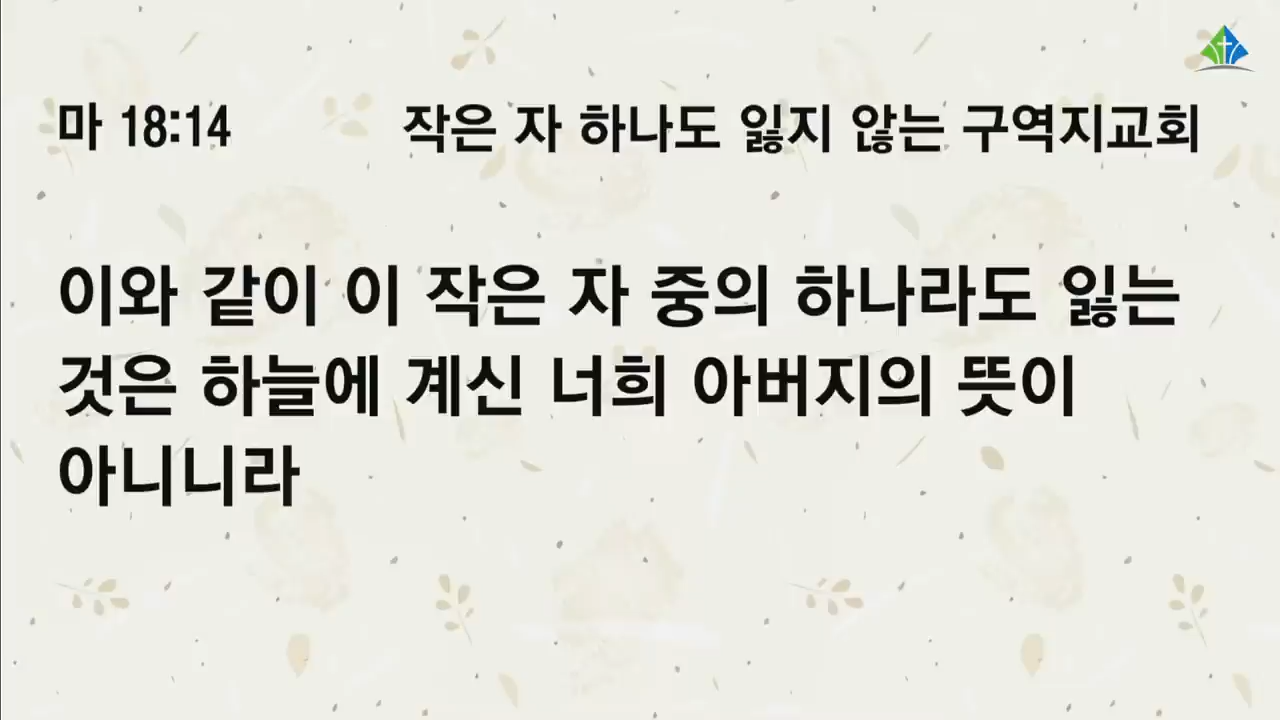 마 18:14 작은 자 하나도 잃지 않는 구역지교회
이와 같이 이 작은 자 중의 하나라도 잃는
것은 하늘에 계신 너희 아버지의 뜻이
아니니라